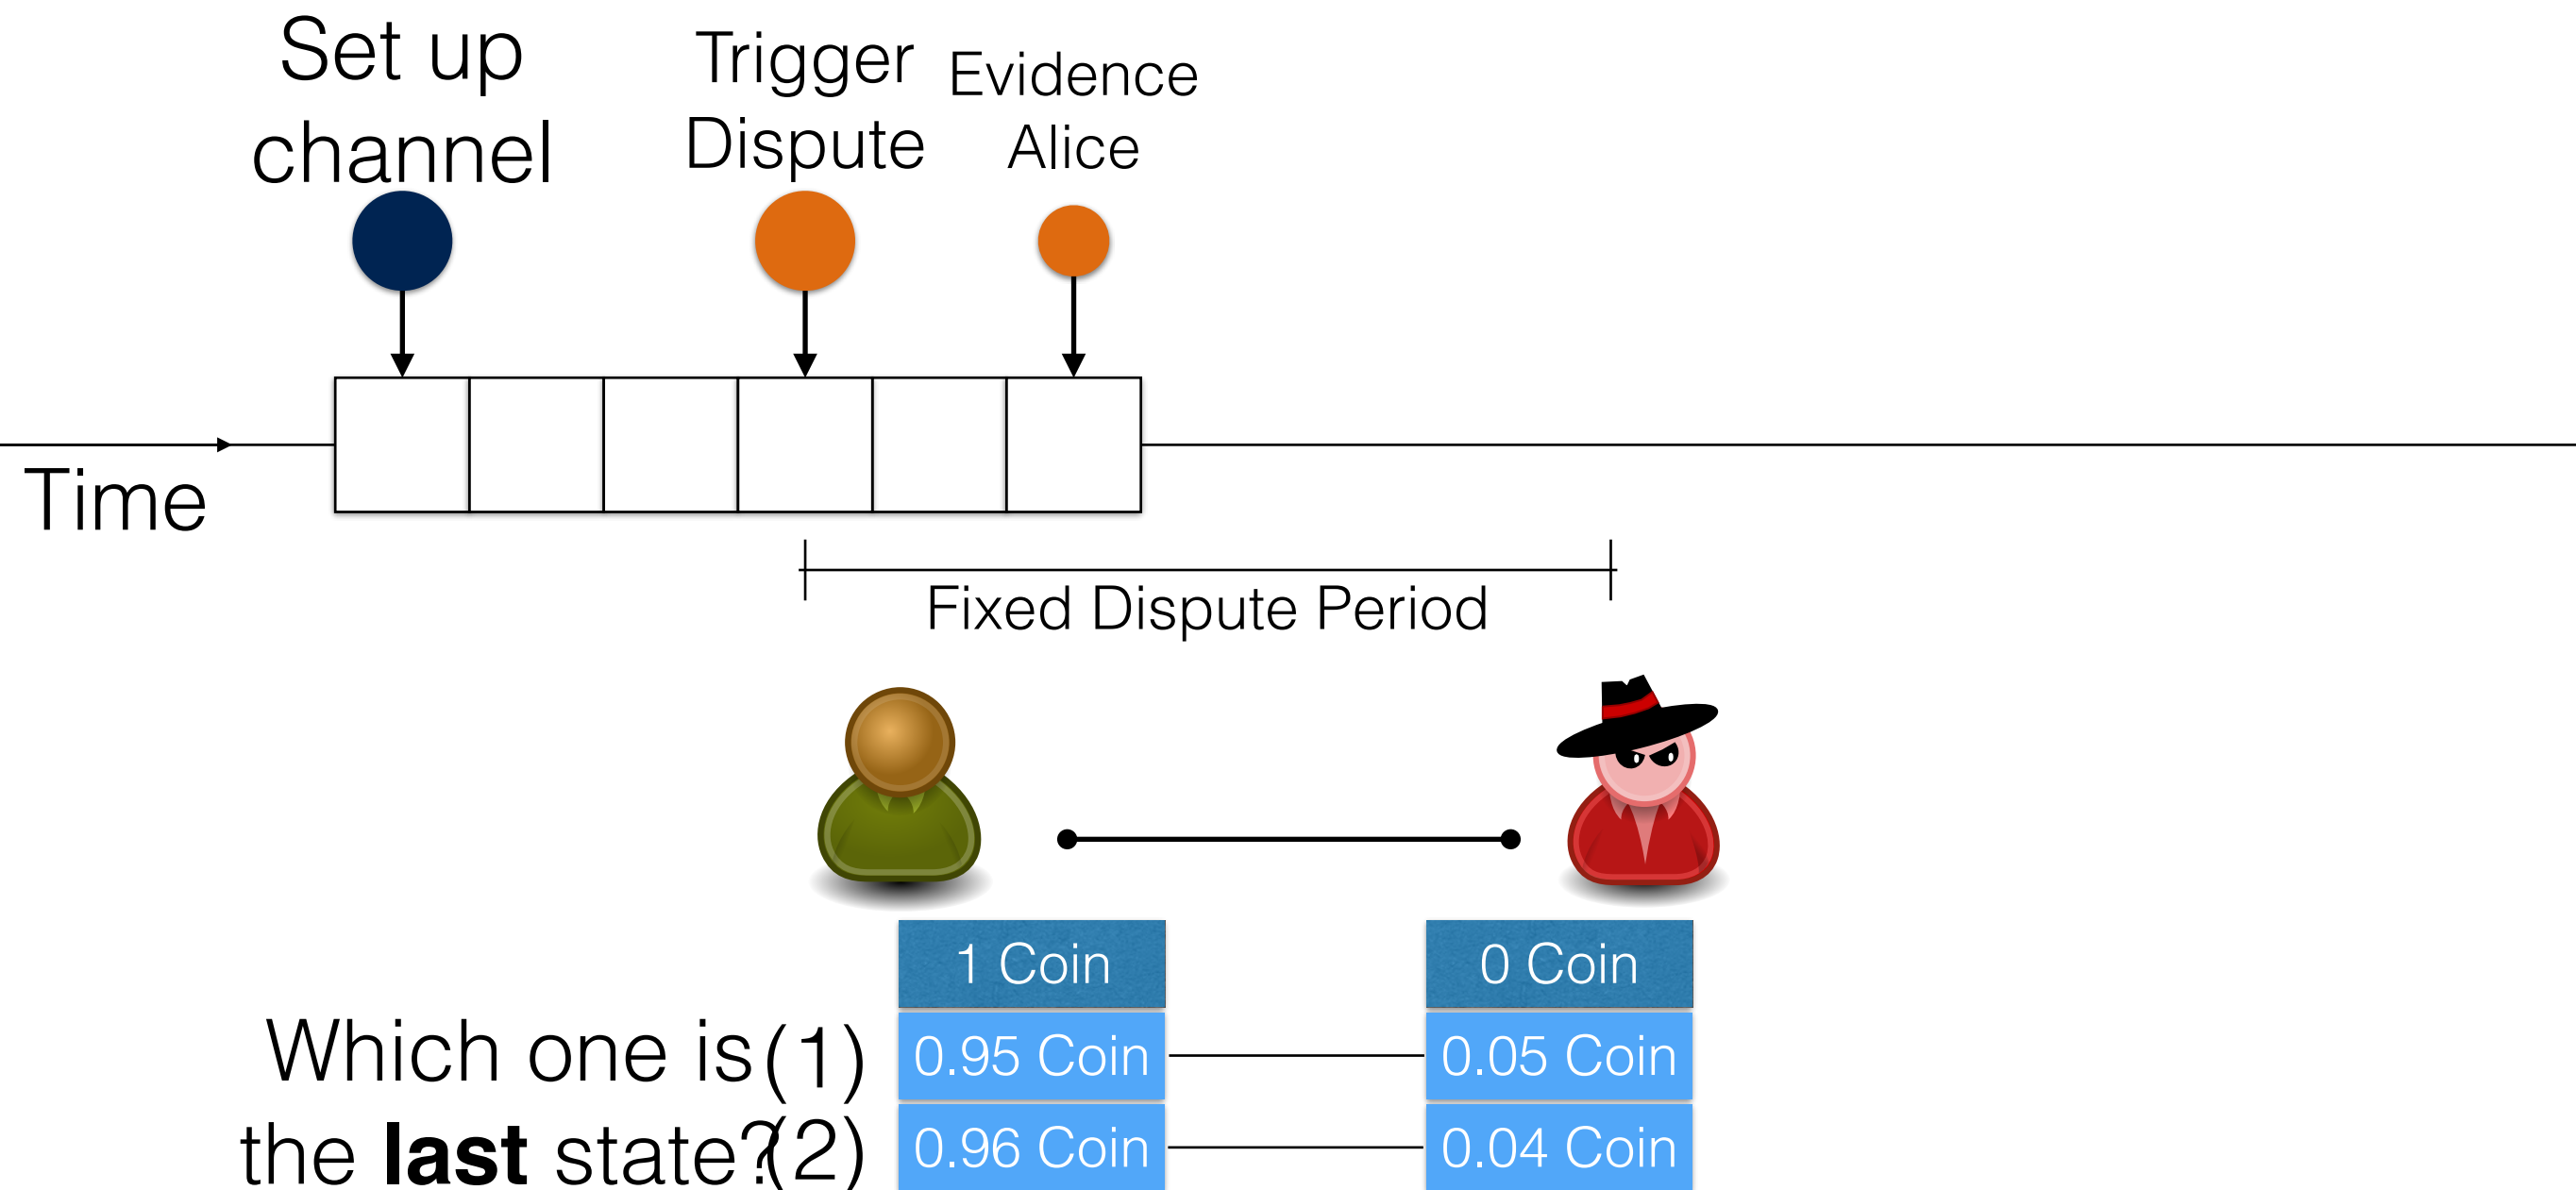 Set up
channel
Trigger
Dispute
Evidence
Alice
Time
Fixed Dispute Period
1 Coin
0 Coin
Which one is
the last state?
(1)
0.95 Coin
0.05 Coin
(2)
0.96 Coin
0.04 Coin